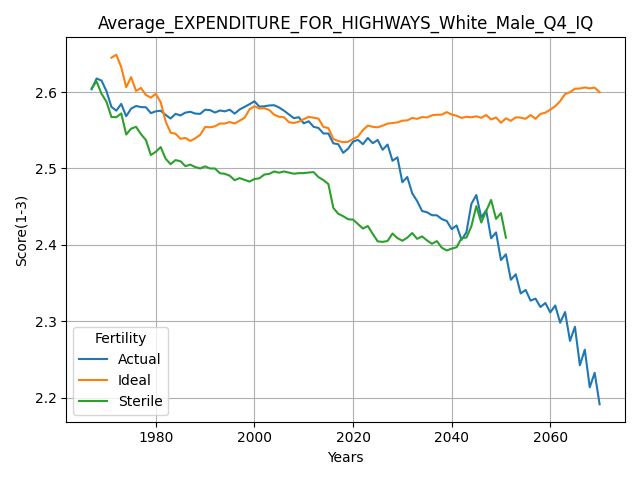 Average_EXPENDITURE_FOR_HIGHWAYS_White_Male_Q4_IQ
Score(1-3)
2.6
2.5
2.4
2.3
2.2
Fertility
Actual
Ideal
Sterile
1980 2000 2020 2040 2060
Years